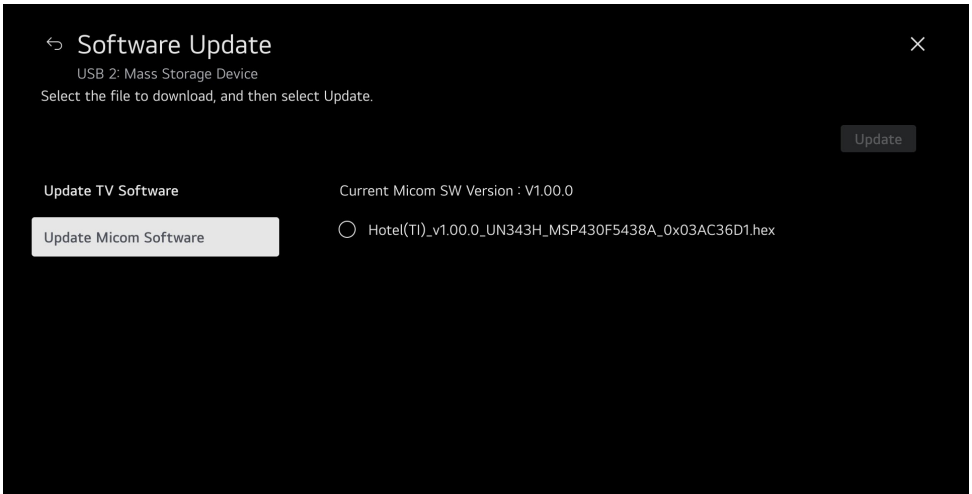 Software Update
USB 2: Mass Storage Device
Select the file to download, and then select Update.
Update
Update TV Software
Current Micom SW Version : V1.00.0
Update Micom Software
Hotel(TI)_v1.00.0_UN343H_MSP430F5438A_0x03AC36D1.hex